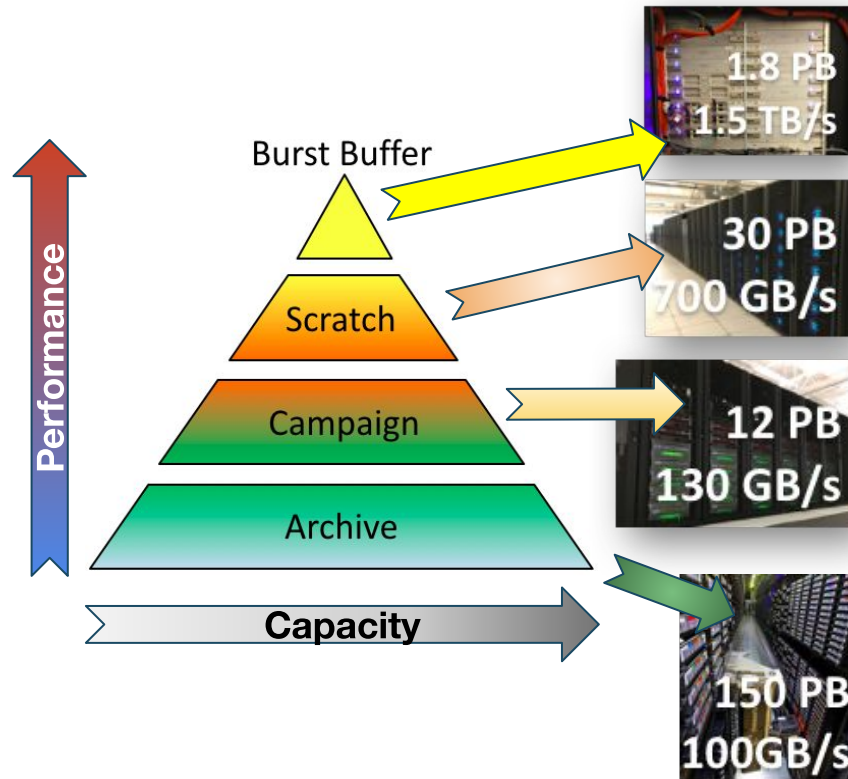 1.8 PB
1.5 TB/s
Burst Buffer
30 PB
700 GB/s
Scratch
Performance
Campaign
12 PB
130 GB/s
Archive
Capacity
150 PB
100GB/s